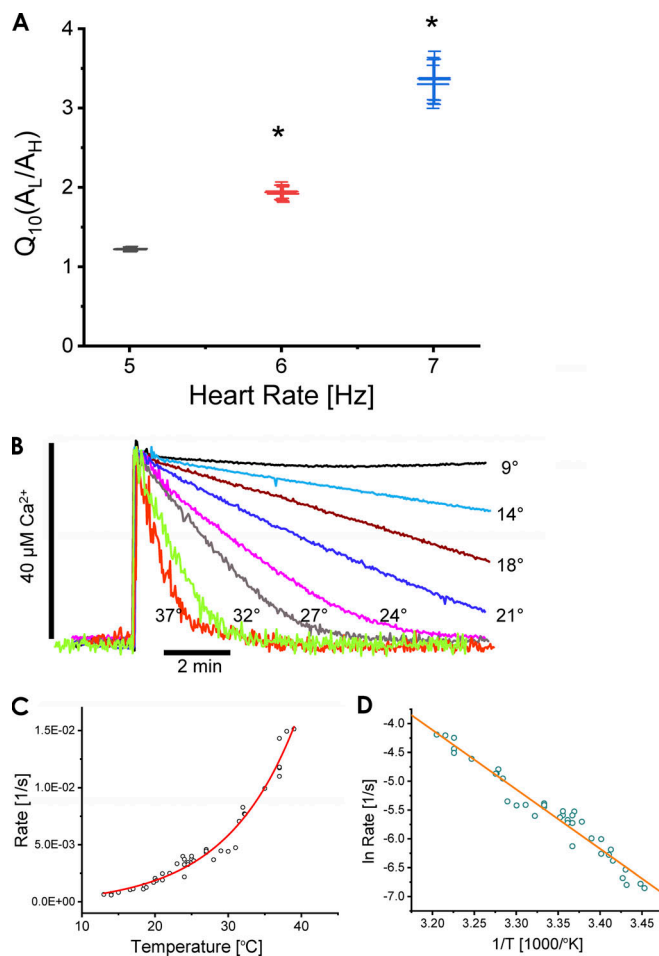 A
Q10(AL/AH)
4
3
2
1
0
*
*
5
6
7
Heart Rate [Hz]
B
40 µM Ca2+
9°
14°
18°
21°
37°
32°
27°
24°
2 min
C
Rate [1/s]
1.5E-02
1.0E-02
5.0E-03
0.0E+00
10
20
30
40
Temperature [°C]
D
ln Rate [1/s]
-4.0
-4.5
-5.0
-5.5
-6.0
-6.5
-7.0
3.20
3.25
3.30
3.35
3.40
3.45
1/T [1000/°K]